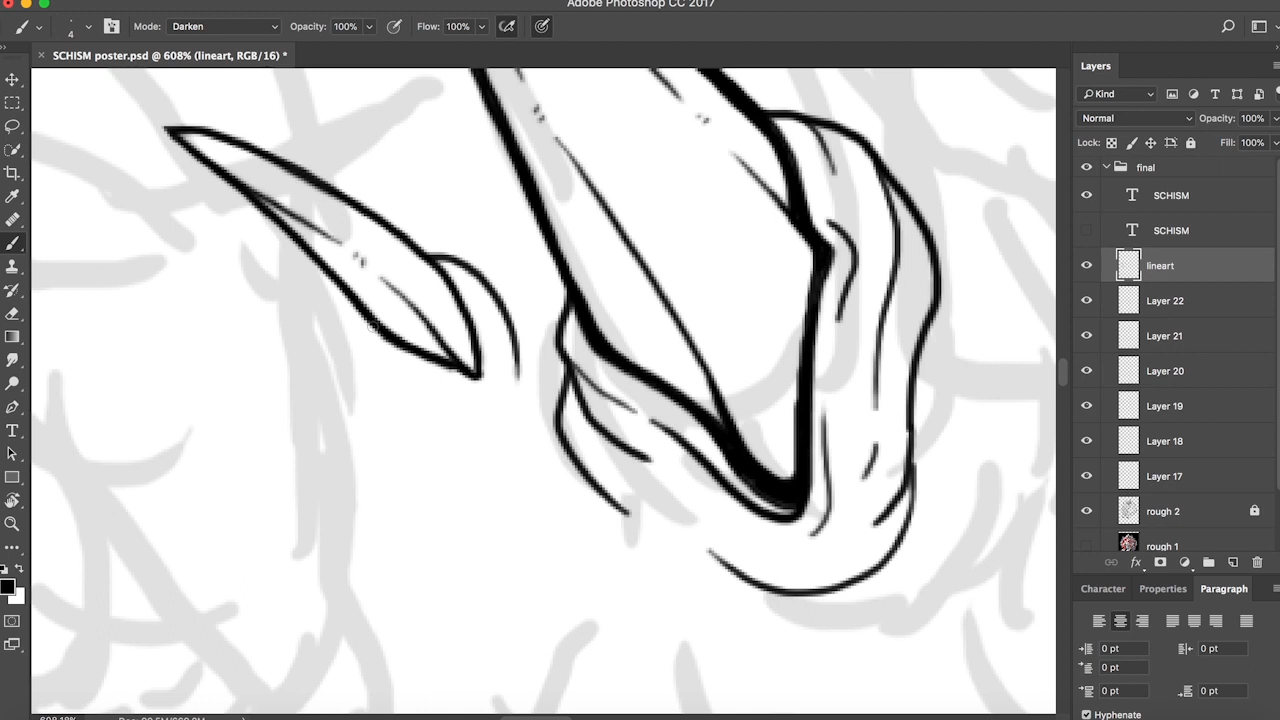 Adobe Photoshop CC 2017
4 Mode: Darken Opacity: 100% Flow: 100%
SCHISM poster.psd @ 608% (lineart, RGB/16) *
Layers
Kind
Normal Opacity: 100%
Lock: Fill: 100%
final
T SCHISM
T SCHISM
lineart
Layer 22
Layer 21
Layer 20
Layer 19
Layer 18
Layer 17
rough 2
rough 1
fx
Character Properties Paragraph
0 pt 0 pt
0 pt
0 pt 0 pt
Hyphenate